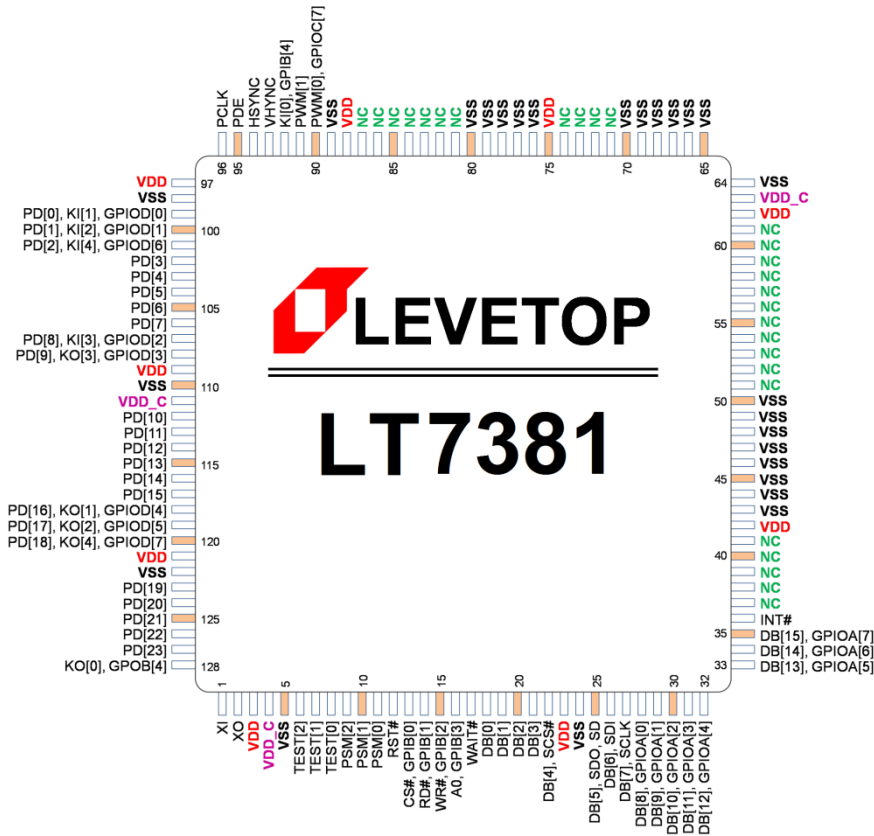 PCLK
PDE
HSYNC
VHYNC
KI[0], GPIB[4]
PWM[1]
PWM[0], GPIOC[7]
VSS
VDD
NC
NC
NC
NC
NC
NC
NC
VSS
VSS
VSS
VSS
VSS
VDD
NC
NC
NC
NC
VSS
VSS
VSS
VSS
VSS
VSS
96
95
90
85
80
75
70
65
VDD
VSS
PD[0], KI[1], GPIOD[0]
PD[1], KI[2], GPIOD[1]
PD[2], KI[4], GPIOD[6]
PD[3]
PD[4]
PD[5]
PD[6]
PD[7]
PD[8], KI[3], GPIOD[2]
PD[9], KO[3], GPIOD[3]
VDD
VSS
VDD_C
PD[10]
PD[11]
PD[12]
PD[13]
PD[14]
PD[15]
PD[16], KO[1], GPIOD[4]
PD[17], KO[2], GPIOD[5]
PD[18], KO[4], GPIOD[7]
VDD
VSS
PD[19]
PD[20]
PD[21]
PD[22]
PD[23]
KO[0], GPOB[4]
97
100
105
110
115
120
125
128
LEVETOP
LT7381
64
60
55
50
45
40
35
33
VSS
VDD_C
VDD
NC
NC
NC
NC
NC
NC
NC
NC
NC
NC
NC
VSS
VSS
VSS
VSS
VSS
VSS
VSS
VSS
VDD
NC
NC
NC
NC
NC
INT#
DB[15], GPIOA[7]
DB[14], GPIOA[6]
DB[13], GPIOA[5]
1
5
10
15
20
25
30
32
XI
XO
VDD
VDD_C
VSS
TEST[2]
TEST[1]
TEST[0]
PSM[2]
PSM[1]
PSM[0]
RST#
CS#, GPIB[0]
RD#, GPIB[1]
WR#, GPIB[2]
A0, GPIB[3]
WAIT#
DB[0]
DB[1]
DB[2]
DB[3]
DB[4], SCS#
VDD
VSS
DB[5], SDO, SD
DB[6], SDI
DB[7], SCLK
DB[8], GPIOA[0]
DB[9], GPIOA[1]
DB[10], GPIOA[2]
DB[11], GPIOA[3]
DB[12], GPIOA[4]